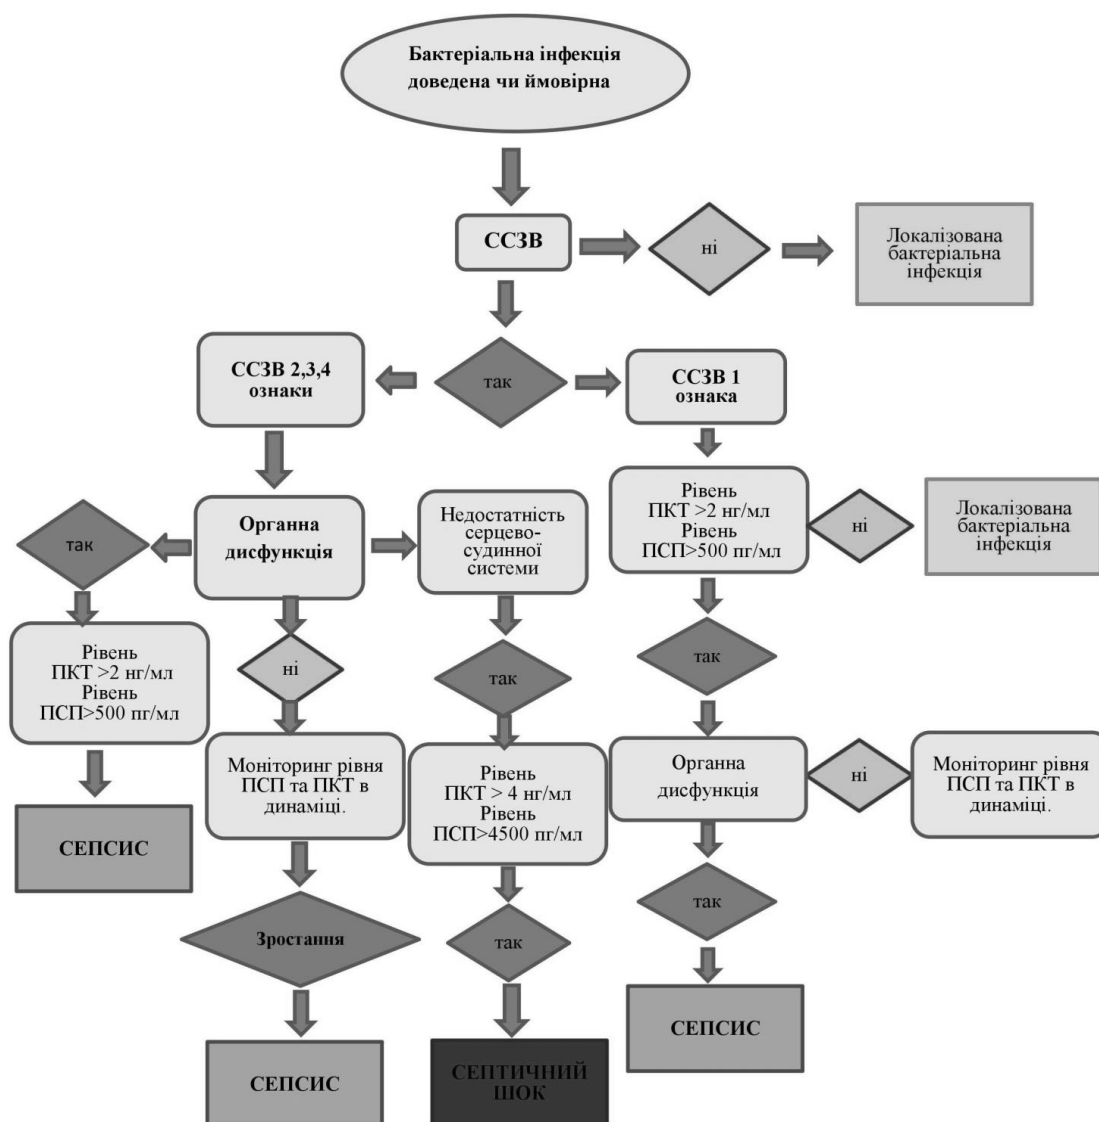 Бактеріальна інфекція
доведена чи ймовірна
ССЗВ
ні
Локалізована
бактеріальна
інфекція
ССЗВ 2,3,4
ознаки
так
ССЗВ 1
ознака
так
Органна
дисфункція
Недостатність
серцево-
судинної
системи
Рівень
ПКТ >2 нг/мл
Рівень
ПСП>500 пг/мл
ні
Локалізована
бактеріальна
інфекція
Рівень
ПКТ >2 нг/мл
Рівень
ПСП>500 пг/мл
ні
так
так
Моніторинг рівня
ПСП та ПКТ в
динаміці.
Рівень
ПКТ > 4 нг/мл
Рівень
ПСП>4500 пг/мл
Органна
дисфункція
ні
Моніторинг рівня
ПСП та ПКТ в
динаміці.
СЕПСИС
Зростання
так
так
СЕПСИС
СЕПТИЧНИЙ
ШОК
СЕПСИС